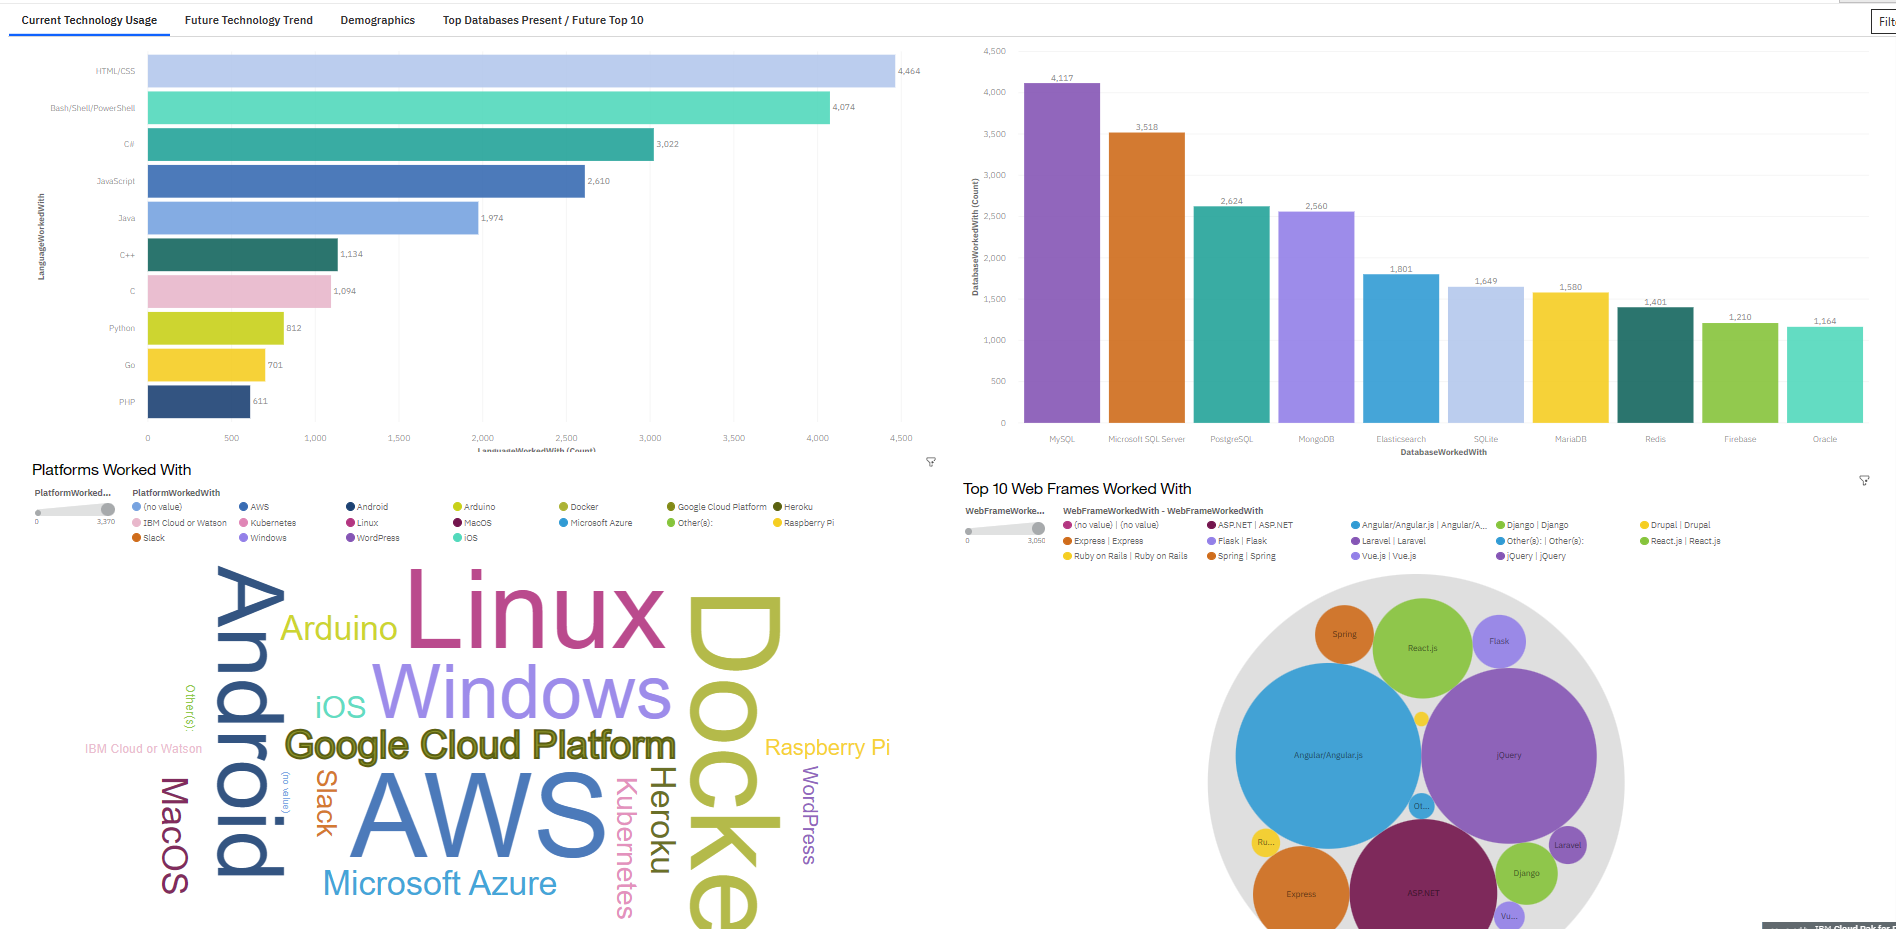 Current Technology Usage
Future Technology Trend
Demographics
Top Databases Present / Future Top 10
LanguageWorkedWith
HTML/CSS 4,464
Bash/Shell/PowerShell 4,074
C# 3,022
JavaScript 2,610
Java 1,974
C++ 1,134
C 1,094
Python 812
Go 701
PHP 611
0 500 1,000 1,500 2,000 2,500 3,000 3,500 4,000 4,500
LanguageWorkedWith (Count)
DatabaseWorkedWith (Count)
4,500
4,000
3,500
3,000
2,500
2,000
1,500
1,000
500
0
4,117 3,518 2,624 2,560 1,801 1,649 1,580 1,401 1,210 1,164
MySQL Microsoft SQL Server PostgreSQL MongoDB Elasticsearch SQLite MariaDB Redis Firebase Oracle
DatabaseWorkedWith
Platforms Worked With
PlatformWorked...
0 3,370
PlatformWorkedWith
(no value) AWS Android Arduino Docker Google Cloud Platform Heroku
IBM Cloud or Watson Kubernetes Linux MacOS Microsoft Azure Other(s): Raspberry Pi
Slack Windows WordPress iOS
Android
Arduino
Linux
Docke
Other(s):
iOS
Windows
IBM Cloud or Watson
Google Cloud Platform
Raspberry Pi
MacOS
(no value)
Slack
AWS
Kubernetes
Heroku
WordPress
Microsoft Azure
Top 10 Web Frames Worked With
WebFrameWorke...
0 3,050
WebFrameWorkedWith - WebFrameWorkedWith
(no value) | (no value) ASP.NET | ASP.NET Angular/Angular.js | Angular/A... Django | Django Drupal | Drupal
Express | Express Flask | Flask Laravel | Laravel Other(s): | Other(s): React.js | React.js
Ruby on Rails | Ruby on Rails Spring | Spring Vue.js | Vue.js jQuery | jQuery
Spring
React.js
Flask
Angular/Angular.js
jQuery
Ot...
Ru...
Laravel
Express
ASP.NET
Django
Vu...